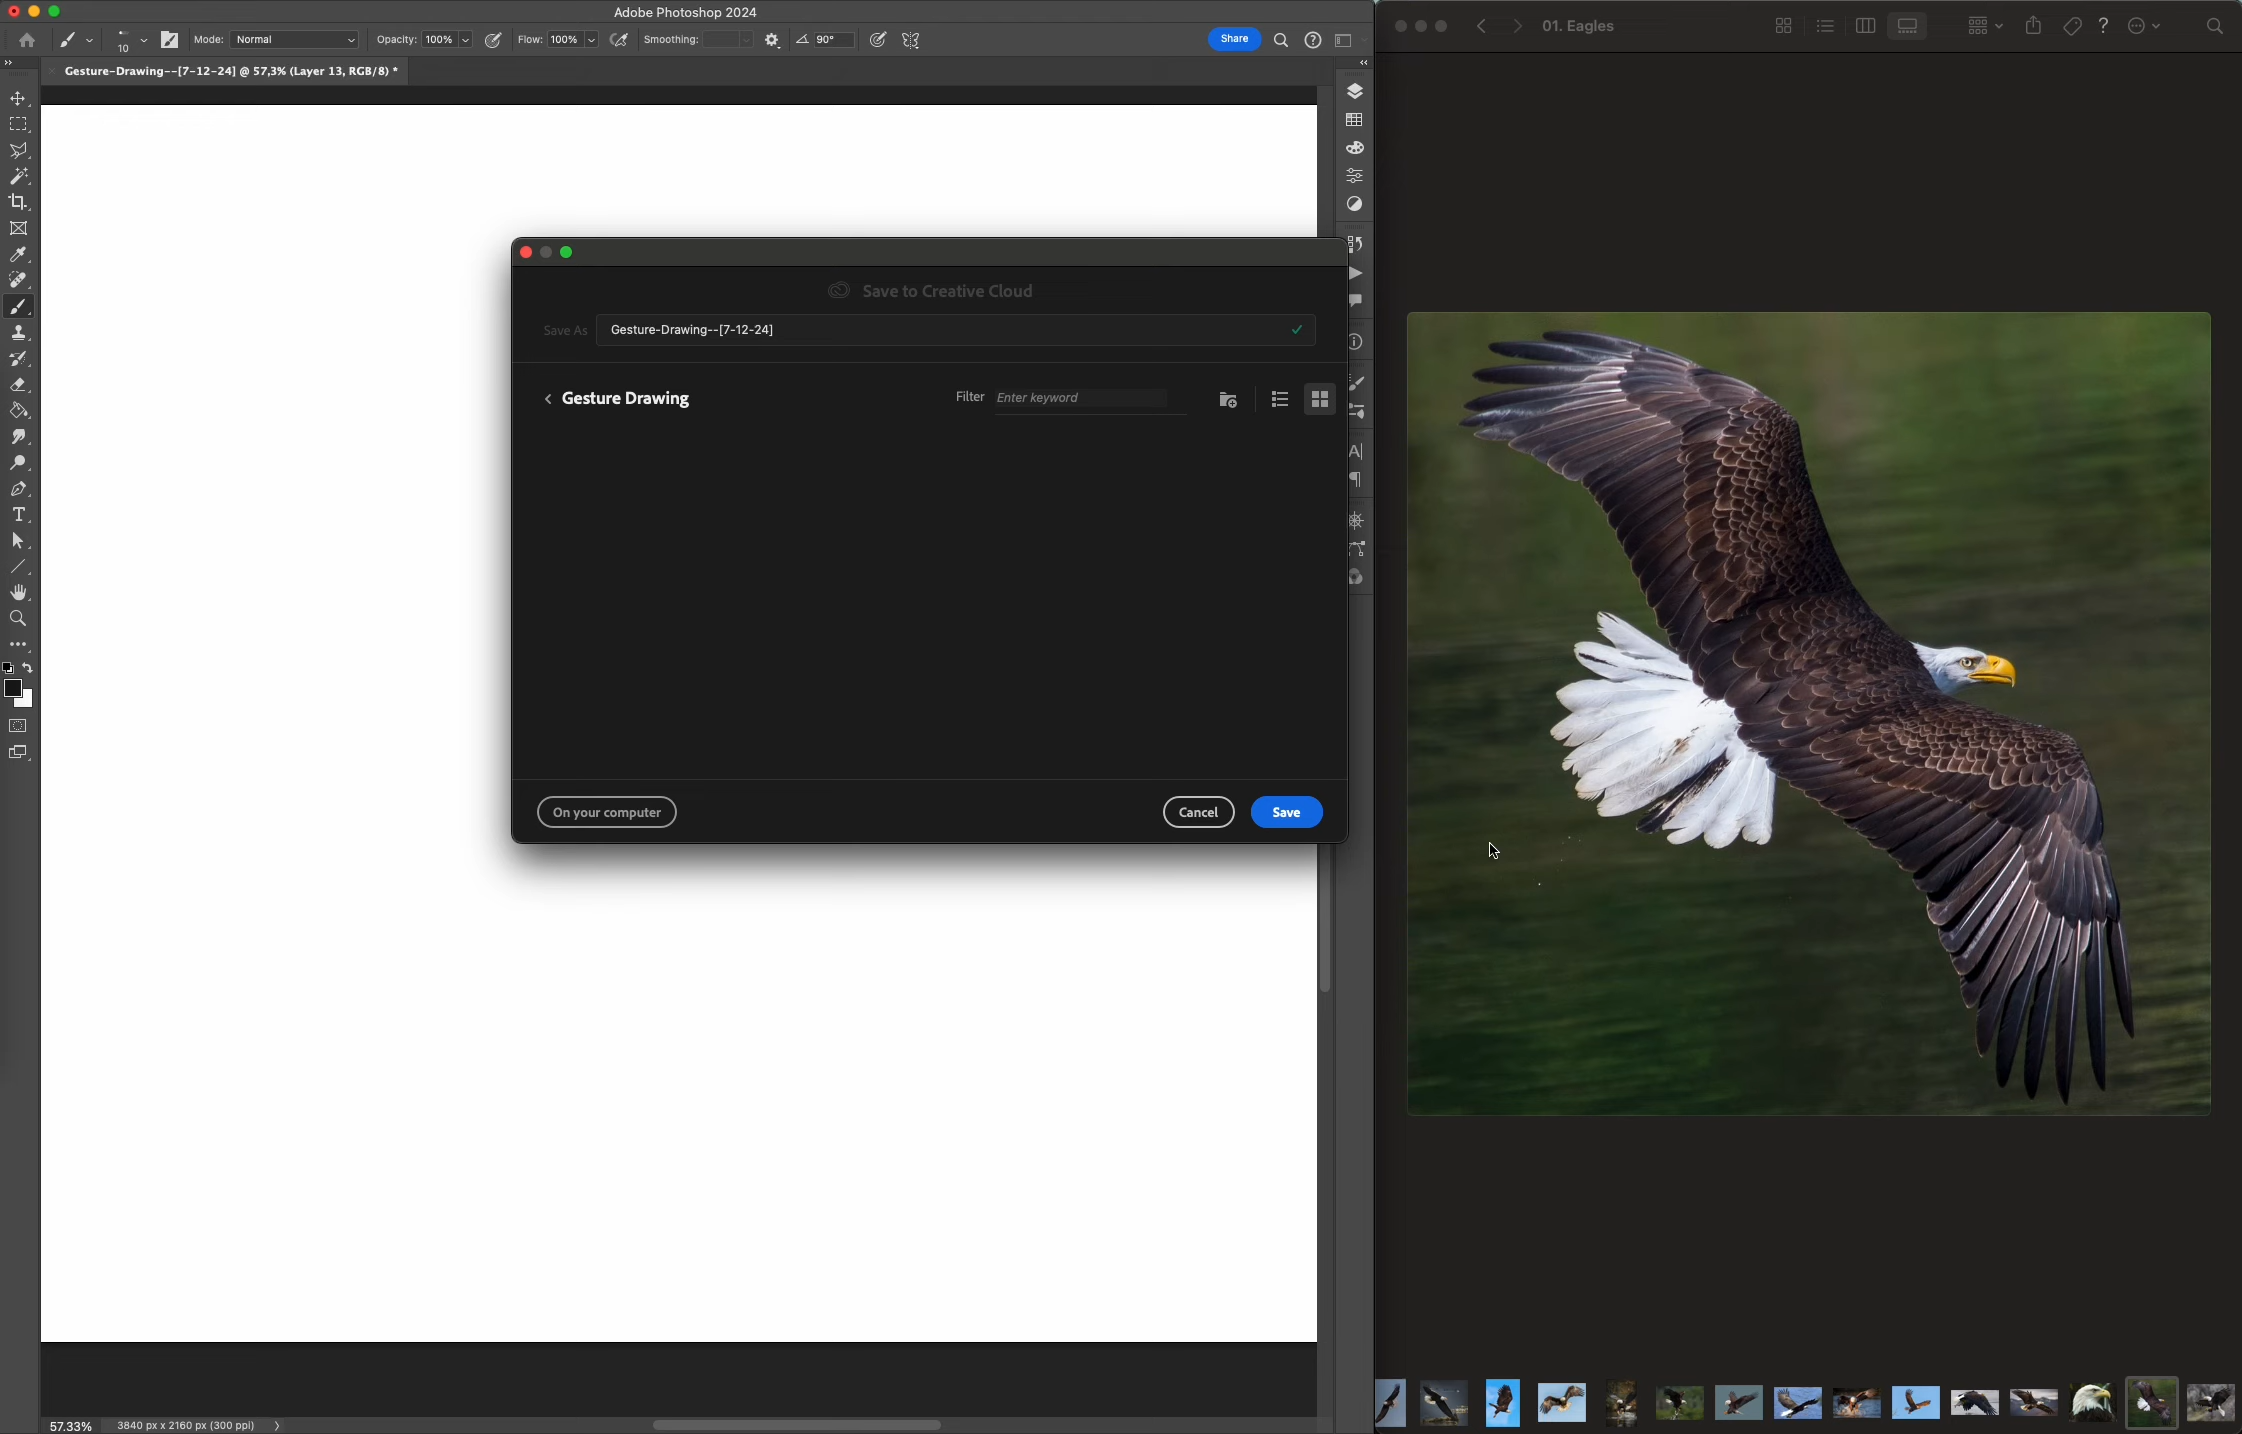 Adobe Photoshop 2024
10
Mode: Normal
Opacity: 100%
Flow: 100%
Smoothing:
90°
Share
01. Eagles
Gesture-Drawing--[7-12-24] @ 57,3% (Layer 13, RGB/8) *
Save to Creative Cloud
Save As
Gesture-Drawing--[7-12-24]
Gesture Drawing
Filter
Enter keyword
On your computer
Cancel
Save
57.33%
3840 px x 2160 px (300 ppi)